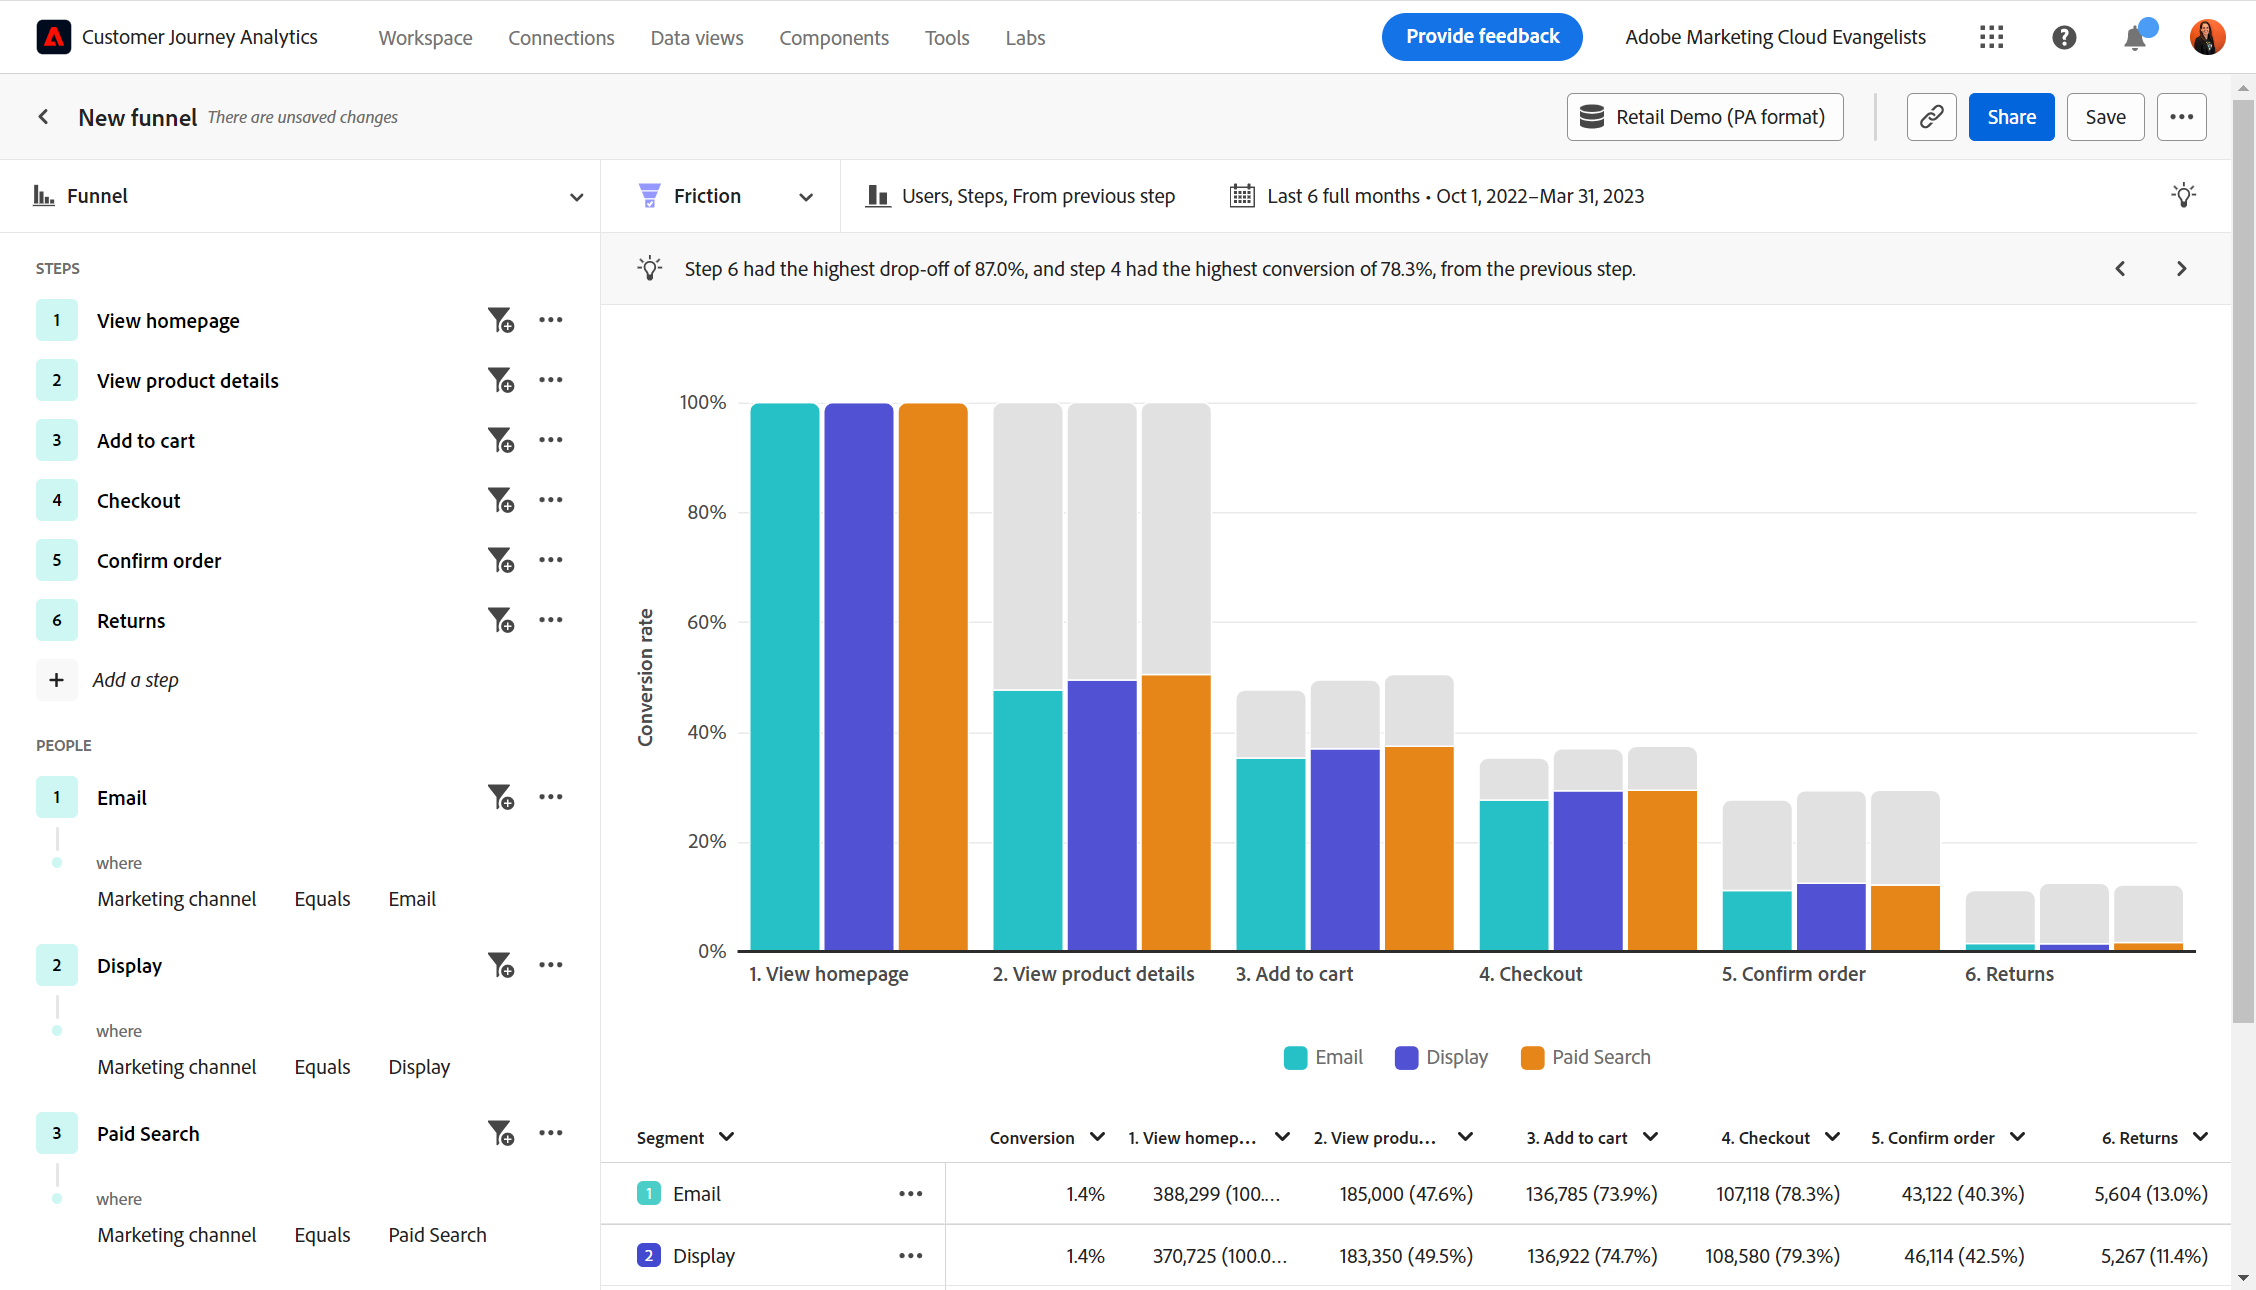 Customer Journey Analytics Workspace Connections Data views Components Tools Labs Provide feedback Adobe Marketing Cloud Evangelists
New funnel There are unsaved changes Retail Demo (PA format) Share Save
Funnel Friction Users, Steps, From previous step Last 6 full months • Oct 1, 2022–Mar 31, 2023
Step 6 had the highest drop-off of 87.0%, and step 4 had the highest conversion of 78.3%, from the previous step.
STEPS
1 View homepage
2 View product details
3 Add to cart
4 Checkout
5 Confirm order
6 Returns
+ Add a step
PEOPLE
1 Email
where
Marketing channel Equals Email
2 Display
where
Marketing channel Equals Display
3 Paid Search
where
Marketing channel Equals Paid Search
Conversion rate
100%
80%
60%
40%
20%
0%
1. View homepage 2. View product details 3. Add to cart 4. Checkout 5. Confirm order 6. Returns
Email Display Paid Search
Segment Conversion 1. View homep... 2. View produ... 3. Add to cart 4. Checkout 5. Confirm order 6. Returns
1 Email 1.4% 388,299 (100.... 185,000 (47.6%) 136,785 (73.9%) 107,118 (78.3%) 43,122 (40.3%) 5,604 (13.0%)
2 Display 1.4% 370,725 (100.0... 183,350 (49.5%) 136,922 (74.7%) 108,580 (79.3%) 46,114 (42.5%) 5,267 (11.4%)